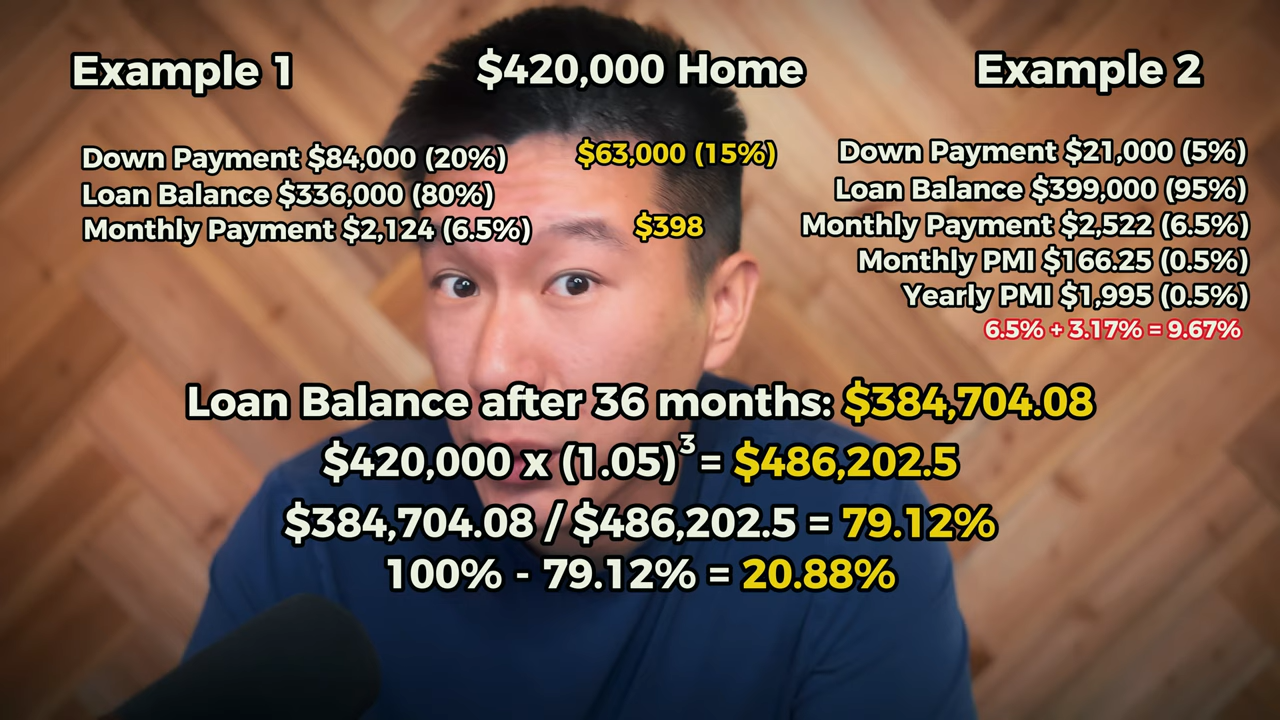 Example 1
$420,000 Home
Example 2
Down Payment $84,000 (20%)
Loan Balance $336,000 (80%)
Monthly Payment $2,124 (6.5%)
$63,000 (15%)
$398
Down Payment $21,000 (5%)
Loan Balance $399,000 (95%)
Monthly Payment $2,522 (6.5%)
Monthly PMI $166.25 (0.5%)
Yearly PMI $1,995 (0.5%)
6.5% + 3.17% = 9.67%
Loan Balance after 36 months: $384,704.08
$420,000 x (1.05)³ = $486,202.5
$384,704.08 / $486,202.5 = 79.12%
100% - 79.12% = 20.88%